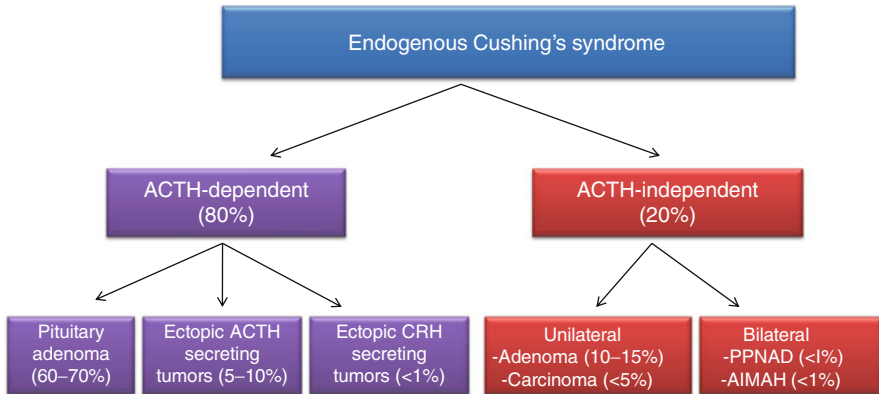 Endogenous Cushing's syndrome
ACTH-dependent
(80%)
ACTH-independent
(20%)
Pituitary
adenoma
(60–70%)
Ectopic ACTH
secreting
tumors (5–10%)
Ectopic CRH
secreting
tumors (<1%)
Unilateral
-Adenoma (10–15%)
-Carcinoma (<5%)
Bilateral
-PPNAD (<I%)
-AIMAH (<1%)